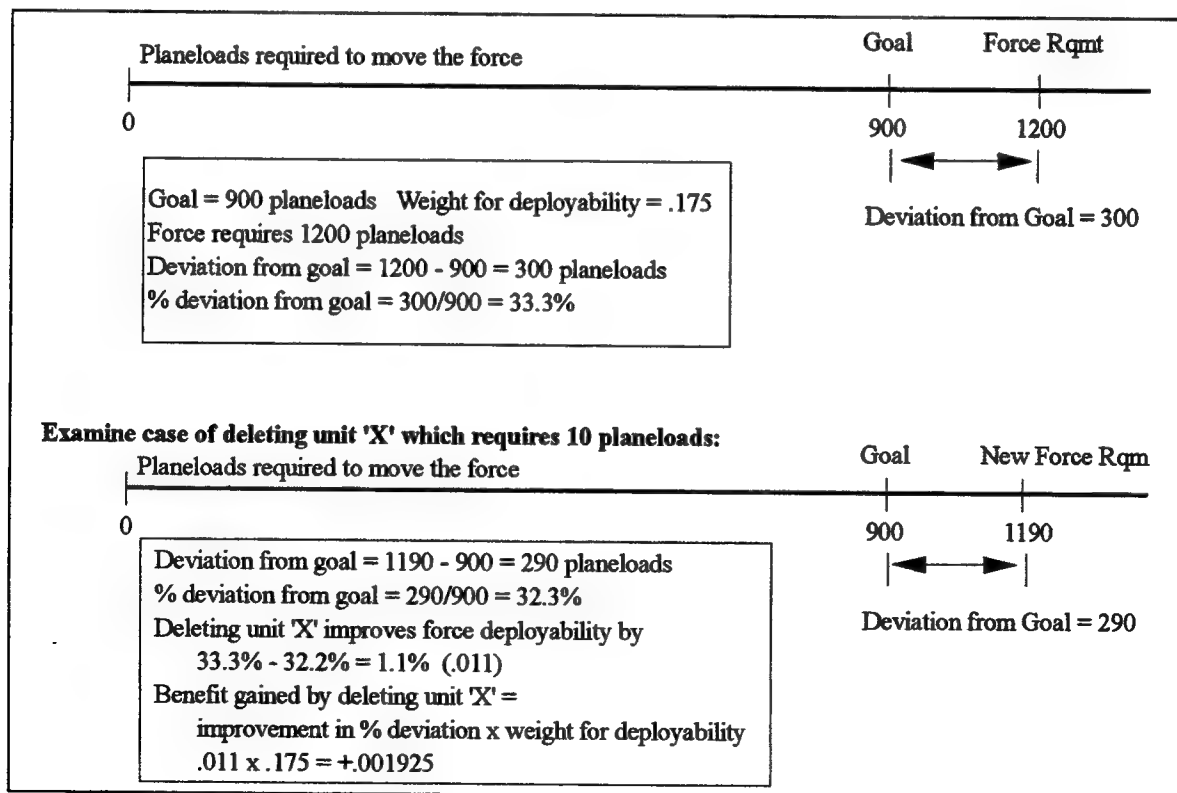 Goal Force Rqmt
Planeloads required to move the force
0 900 1200
Goal = 900 planeloads Weight for deployability = .175
Force requires 1200 planeloads
Deviation from goal = 1200 - 900 = 300 planeloads
% deviation from goal = 300/900 = 33.3%
Deviation from Goal = 300
Examine case of deleting unit 'X' which requires 10 planeloads:
Planeloads required to move the force
Goal New Force Rqm
0 900 1190
Deviation from goal = 1190 - 900 = 290 planeloads
% deviation from goal = 290/900 = 32.3%
Deleting unit 'X' improves force deployability by
33.3% - 32.2% = 1.1% (.011)
Benefit gained by deleting unit 'X' =
improvement in % deviation x weight for deployability
.011 x .175 = +.001925
Deviation from Goal = 290